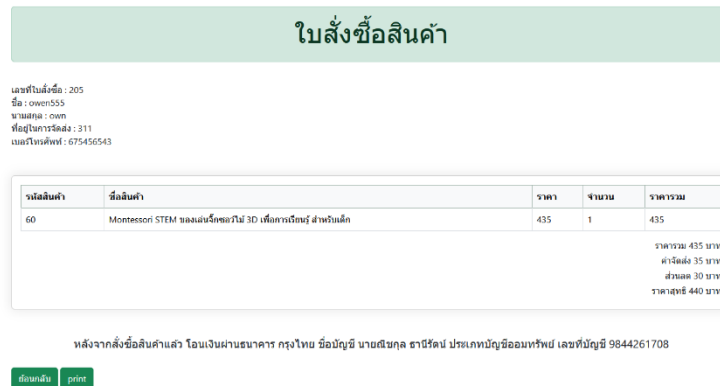 ใบสั่งซื้อสินค้า
เลขที่ใบสั่งซื้อ : 205
ชื่อ : owen555
นามสกุล : own
ที่อยู่ในการจัดส่ง : 311
เบอร์โทรศัพท์ : 675456543
รหัสสินค้า ชื่อสินค้า ราคา จำนวน ราคารวม
60 Montessori STEM ของเล่นจิ๊กซอว์ไม้ 3D เพื่อการเรียนรู้ สำหรับเด็ก 435 1 435
ราคารวม 435 บาท
ค่าจัดส่ง 35 บาท
ส่วนลด 30 บาท
ราคาสุทธิ 440 บาท
หลังจากสั่งซื้อสินค้าแล้ว โอนเงินผ่านธนาคาร กรุงไทย ชื่อบัญชี นายณิชกุล ธานีรัตน์ ประเภทบัญชีออมทรัพย์ เลขที่บัญชี 9844261708
ย้อนกลับ print